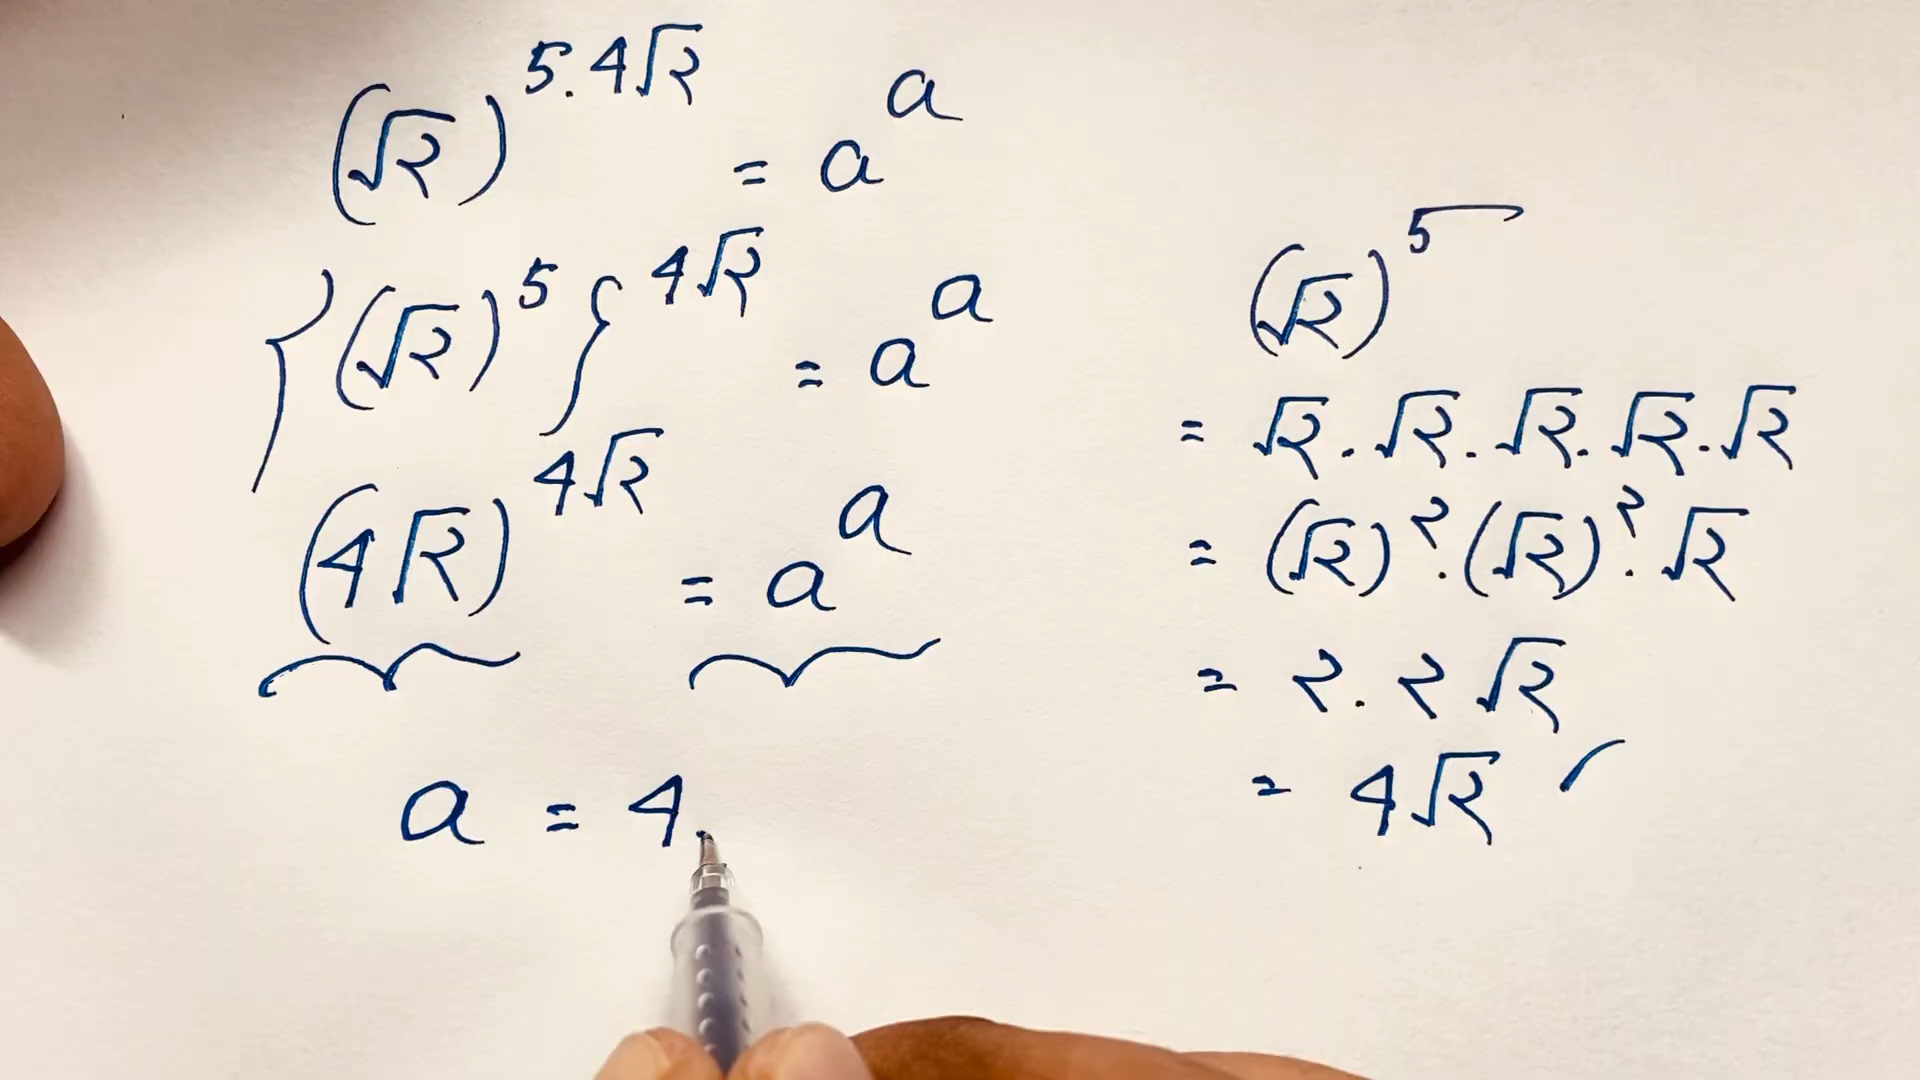 (√2)^{5.4√2} = a^a
{(√2)^5}^{4√2} = a^a
(4√2)^{4√2} = a^a
a = 4
(√2)^5
= √2 . √2 . √2 . √2 . √2
= (√2)^2 . (√2)^2 . √2
= 2 . 2 √2
= 4√2 ✓